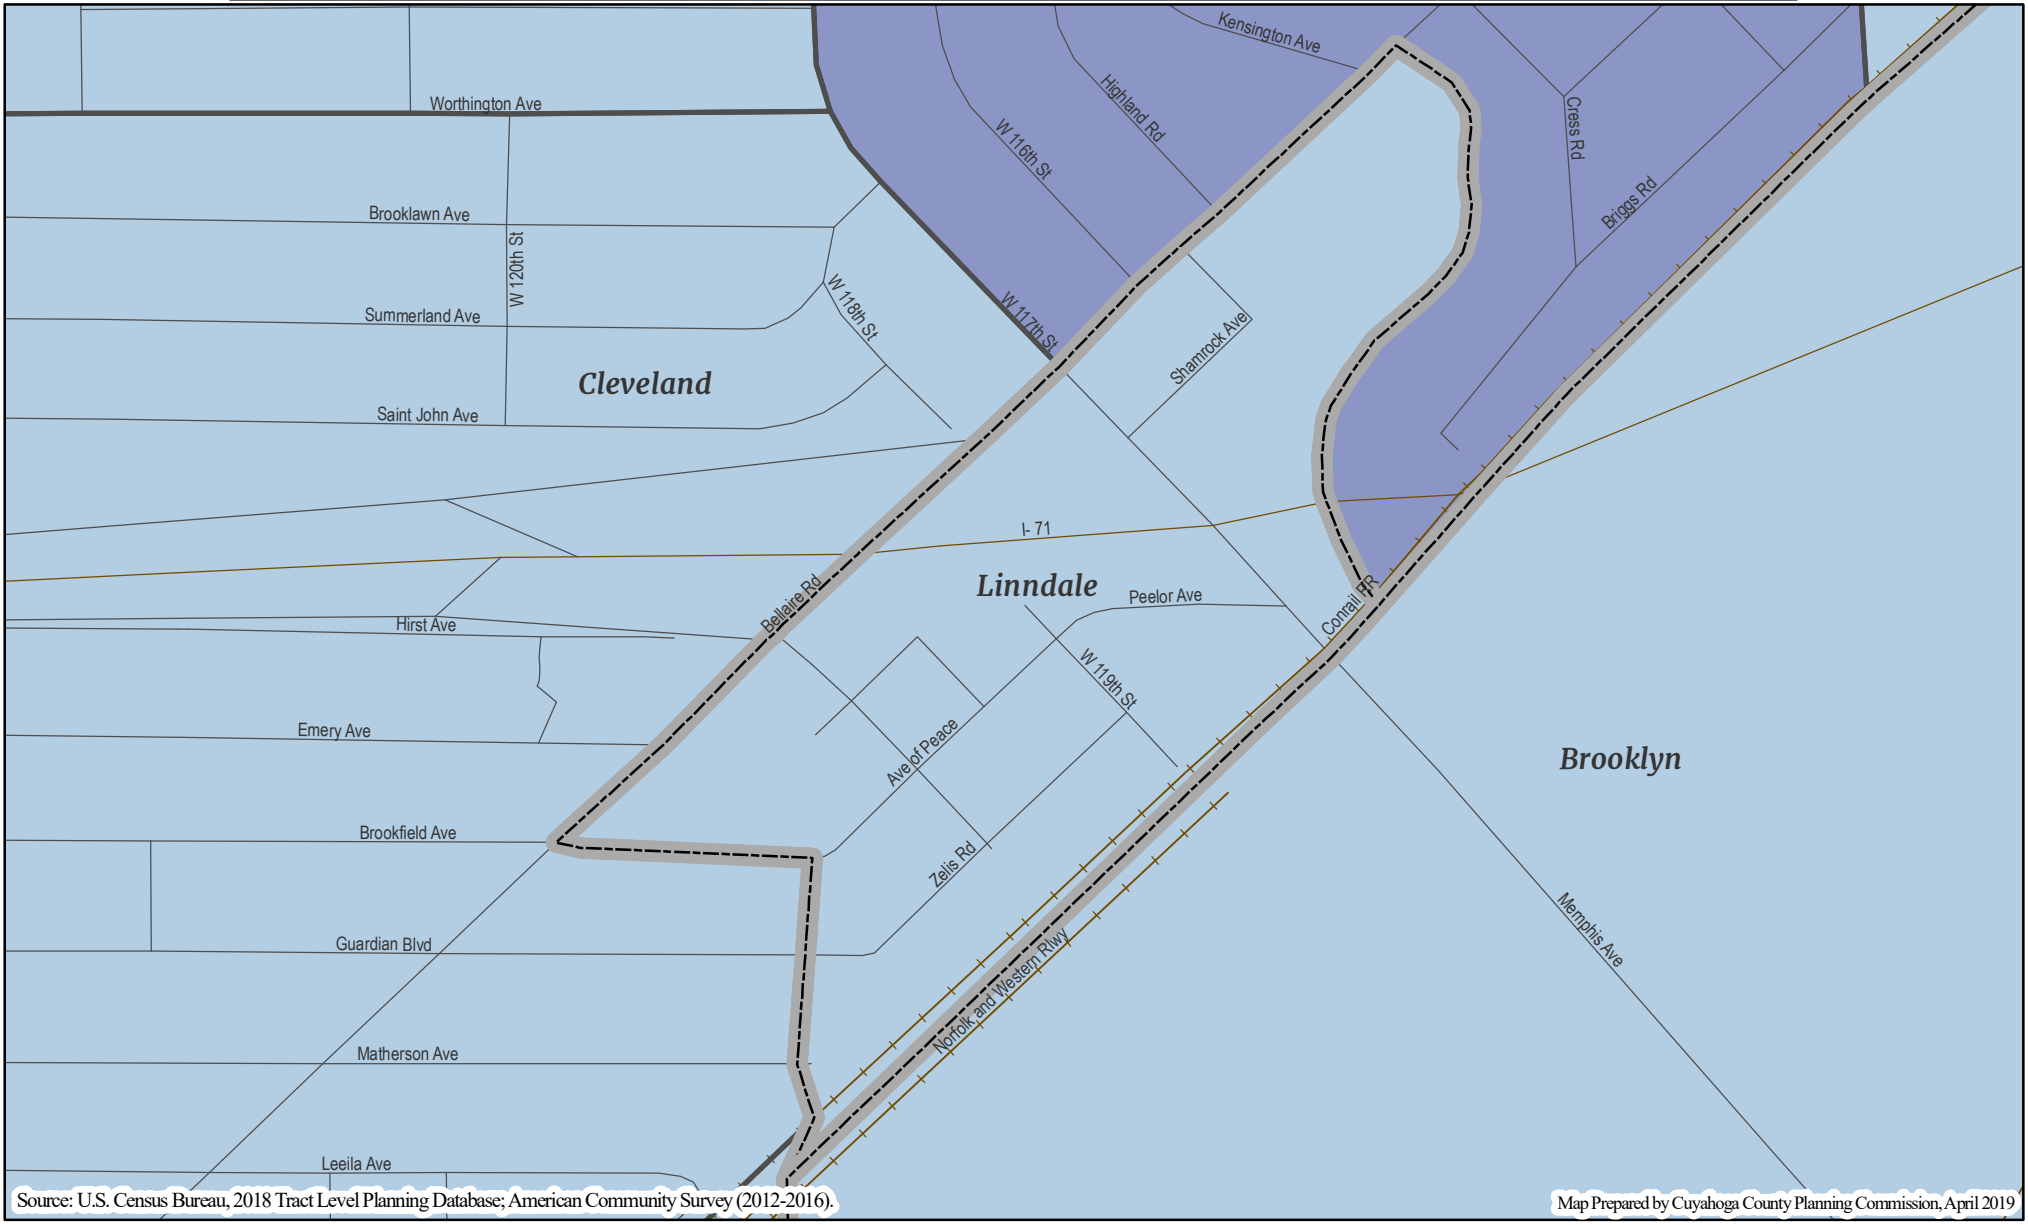 Kensington Ave
Highland Rd
Worthington Ave
Cress Rd
W 116th St
Brooklawn Ave
Briggs Rd
W 120th St
W 118th St
W 117th St
Summerland Ave
Shamrock Ave
Cleveland
Saint John Ave
I- 71
Linndale
Bellaire Rd
Peelor Ave
Conrail RR
Hirst Ave
W 119th St
Emery Ave
Ave of Peace
Brooklyn
Brookfield Ave
Zelis Rd
Memphis Ave
Guardian Blvd
Norfolk and Western Rlwy
Matherson Ave
Leeila Ave
Source: U.S. Census Bureau, 2018 Tract Level Planning Database; American Community Survey (2012-2016).
Map Prepared by Cuyahoga County Planning Commission, April 2019